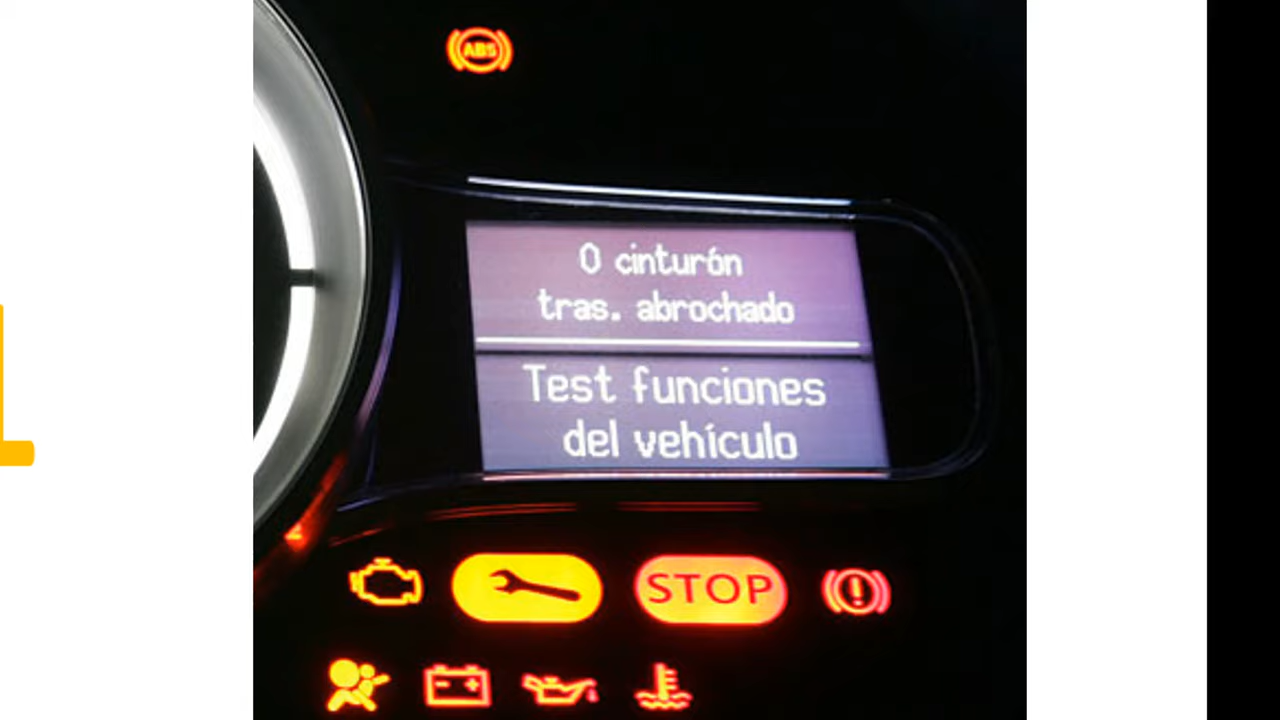 ABS
0 cinturón
tras. abrochado
Test funciones
del vehículo
STOP